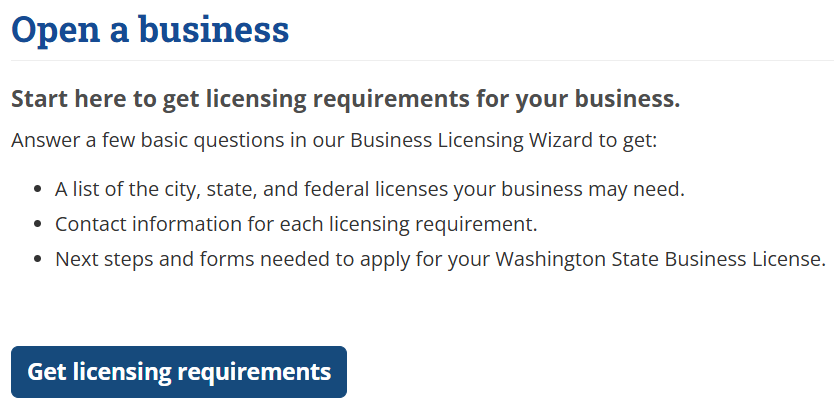 Open a business
Start here to get licensing requirements for your business.
Answer a few basic questions in our Business Licensing Wizard to get:
• A list of the city, state, and federal licenses your business may need.
• Contact information for each licensing requirement.
• Next steps and forms needed to apply for your Washington State Business License.
Get licensing requirements